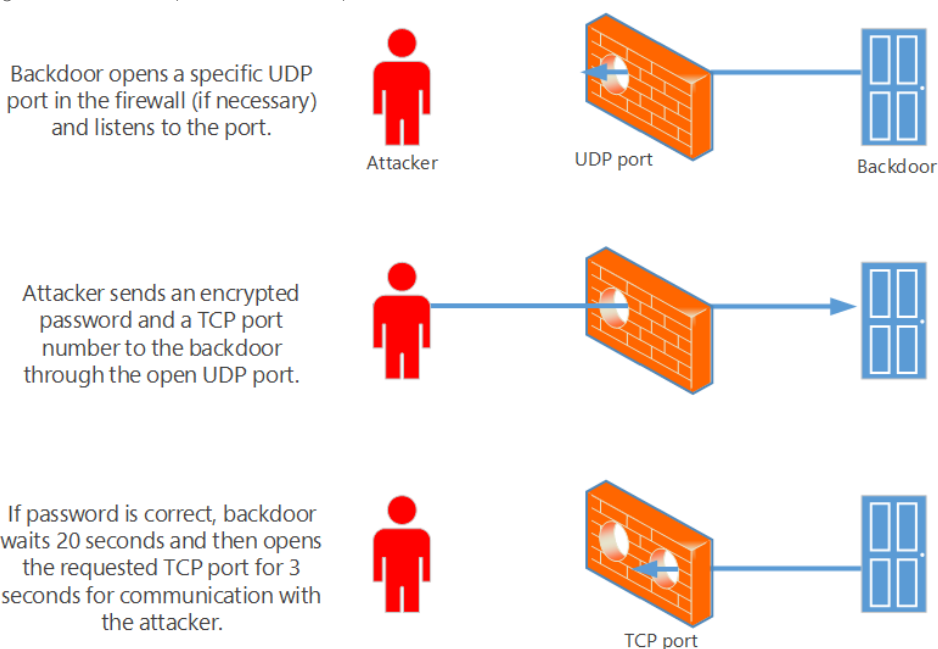 Backdoor opens a specific UDP
port in the firewall (if necessary)
and listens to the port.
Attacker
UDP port
Backdoor
Attacker sends an encrypted
password and a TCP port
number to the backdoor
through the open UDP port.
If password is correct, backdoor
waits 20 seconds and then opens
the requested TCP port for 3
seconds for communication with
the attacker.
TCP port